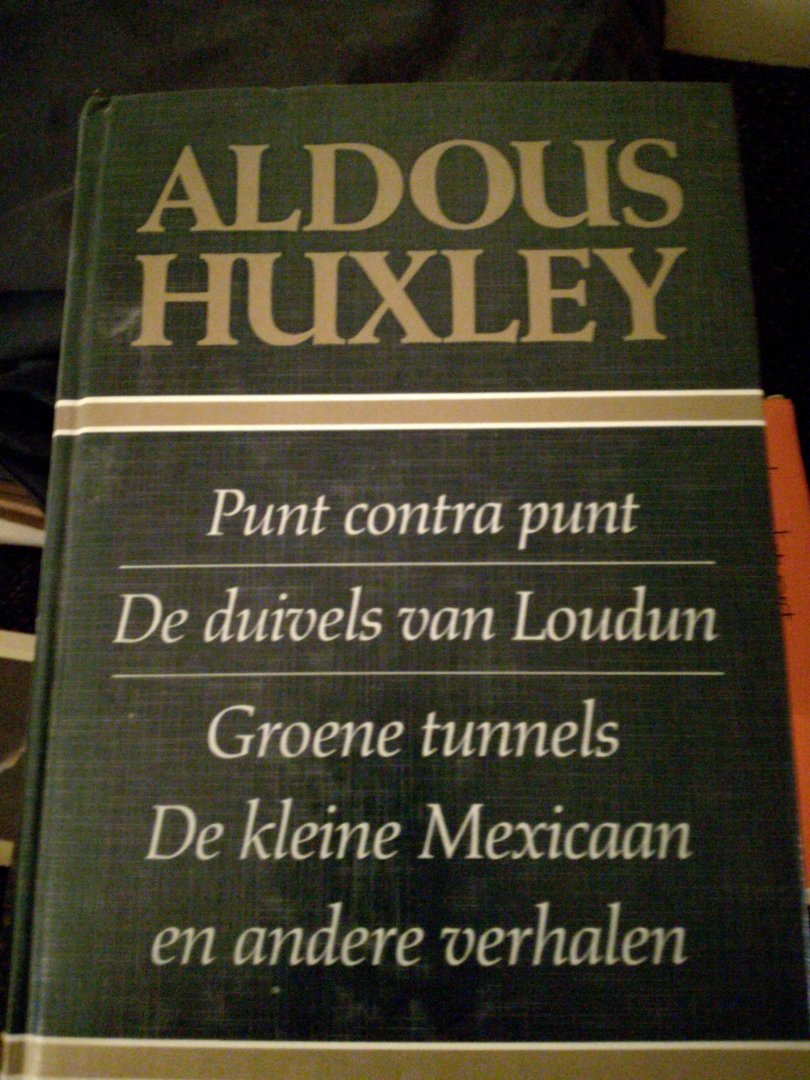 ALDOUS
HUXLEY
Punt contra punt
De duivels van Loudun
Groene tunnels
De kleine Mexicaan
en andere verhalen